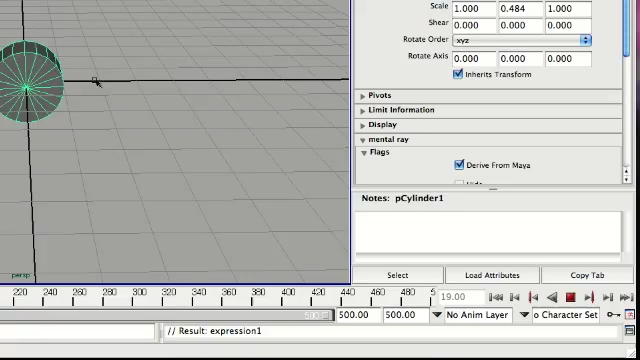 Scale 1.000 0.484 1.000
Shear 0.000 0.000 0.000
Rotate Order xyz
Rotate Axis 0.000 0.000 0.000
Inherits Transform
Pivots
Limit Information
Display
mental ray
Flags
Derive From Maya
Notes: pCylinder1
persp
Select Load Attributes Copy Tab
220 240 260 280 300 320 340 360 380 400 420 440 460 480 5 19.00
500.00 500.00 500.00 No Anim Layer o Character Set
// Result: expression1